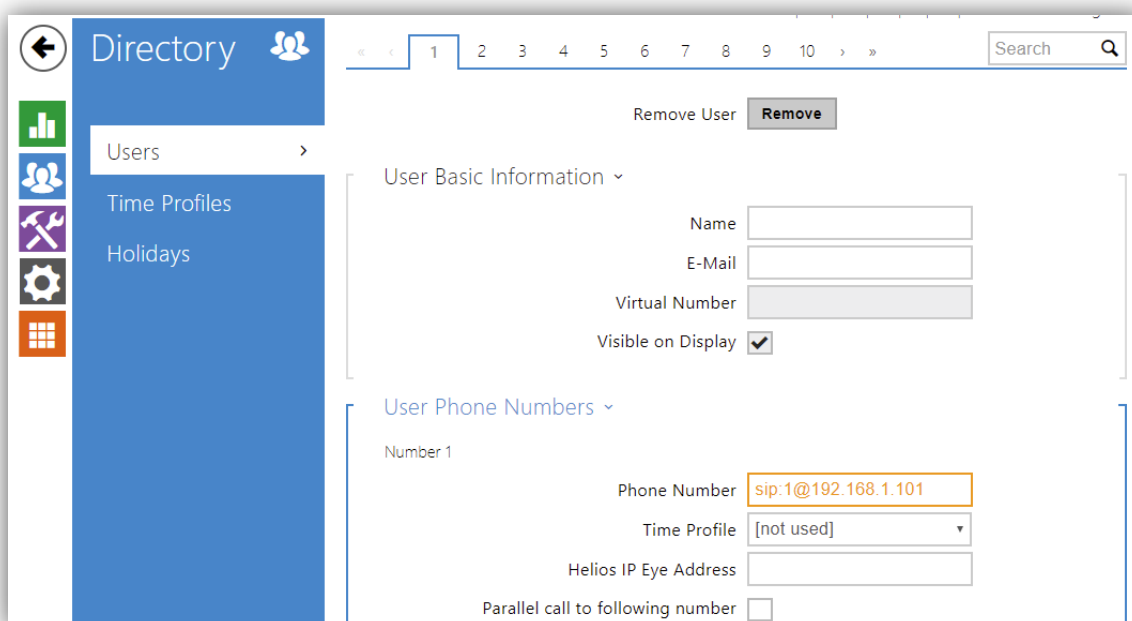 Directory
« ‹ 1 2 3 4 5 6 7 8 9 10 › »
Search
Remove User Remove
Users ›
User Basic Information
Time Profiles
Name
Holidays
E-Mail
Virtual Number
Visible on Display
User Phone Numbers
Number 1
Phone Number sip:1@192.168.1.101
Time Profile [not used]
Helios IP Eye Address
Parallel call to following number